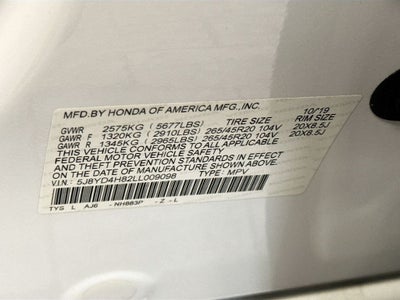 MFD.BY HONDA OF AMERICA MFG.,INC. 10/19
GVWR 2575KG (5677LBS) TIRE SIZE RIM SIZE
GAWR F 1320KG (2910LBS) 265/45R20 104V 20X8.5J
GAWR R 1345KG (2965LBS) 265/45R20 104V 20X8.5J
THIS VEHICLE CONFORMS TO ALL APPLICABLE
FEDERAL MOTOR VEHICLE SAFETY
AND THEFT PREVENTION STANDARDS IN EFFECT
ON THE DATE OF MANUFACTURE SHOWN ABOVE.
V.I.N.: 5J8YD4H82LL009098 TYPE: MPV
TYS L AJ6 - NH883P - Z - L